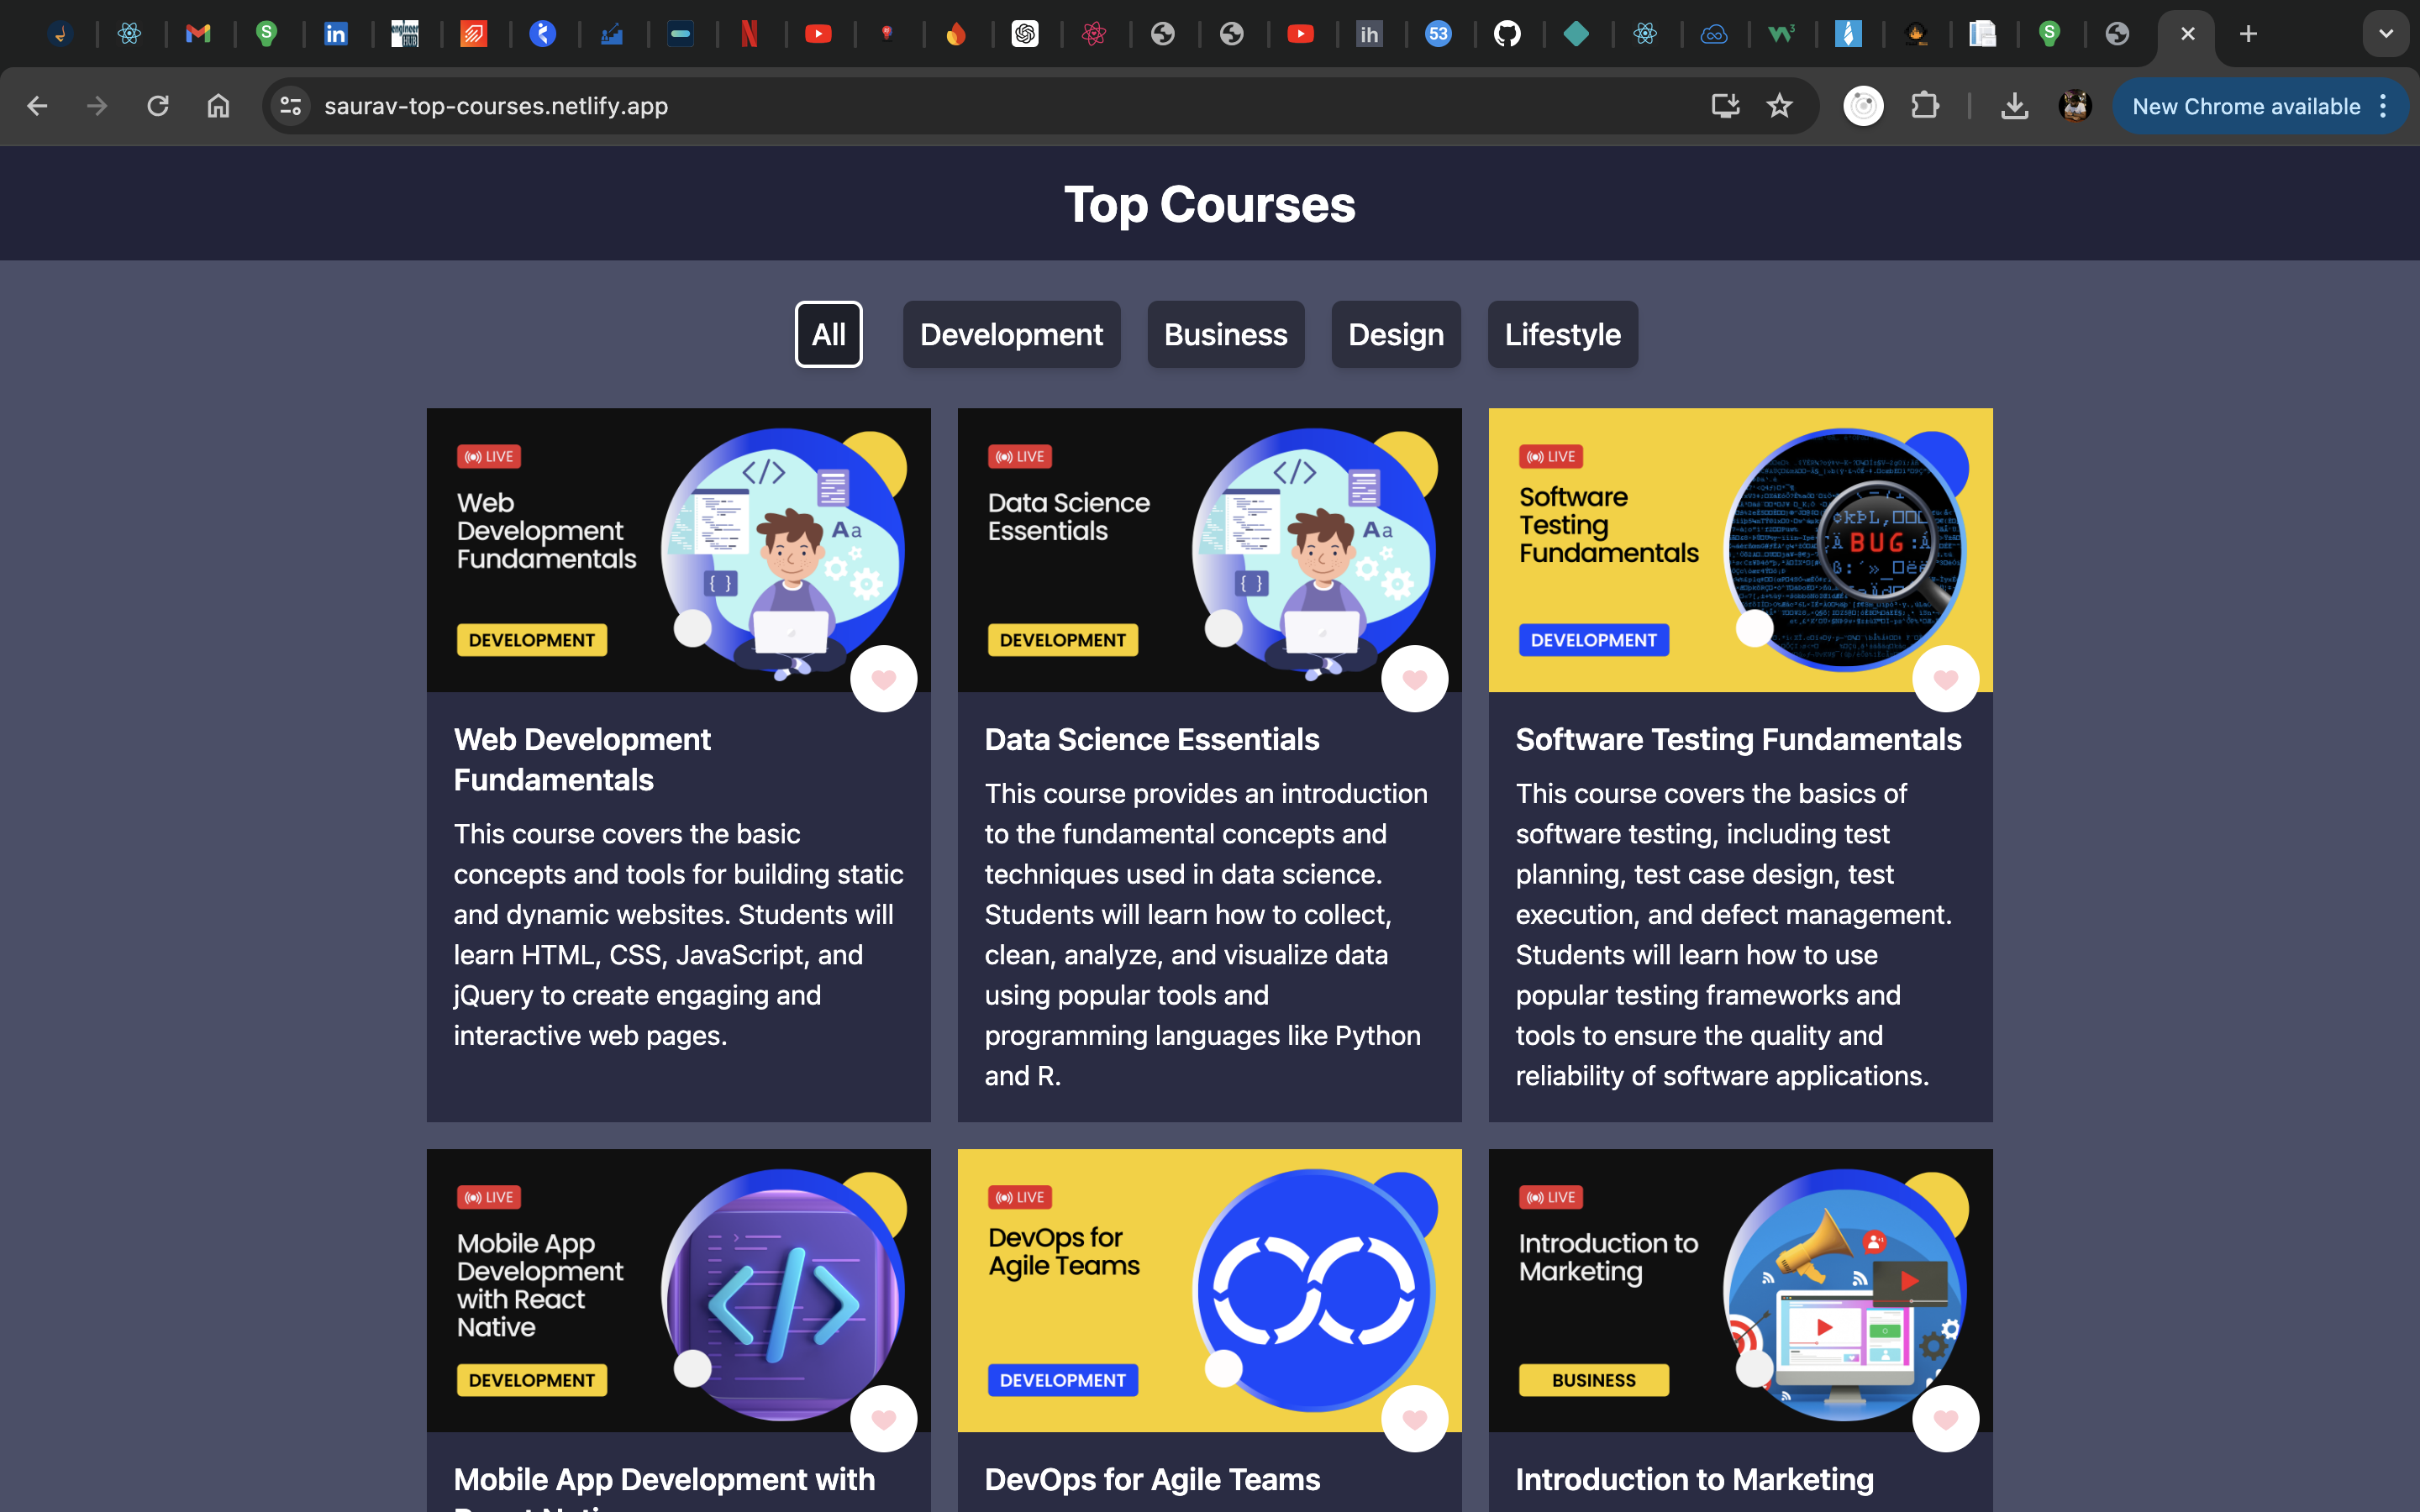 saurav-top-courses.netlify.app
New Chrome available
Top Courses
All
Development
Business
Design
Lifestyle
LIVE
Web
Development
Fundamentals
DEVELOPMENT
Aa
Web Development
Fundamentals
This course covers the basic
concepts and tools for building static
and dynamic websites. Students will
learn HTML, CSS, JavaScript, and
jQuery to create engaging and
interactive web pages.
LIVE
Data Science
Essentials
DEVELOPMENT
Aa
Data Science Essentials
This course provides an introduction
to the fundamental concepts and
techniques used in data science.
Students will learn how to collect,
clean, analyze, and visualize data
using popular tools and
programming languages like Python
and R.
LIVE
Software
Testing
Fundamentals
DEVELOPMENT
BUG
Software Testing Fundamentals
This course covers the basics of
software testing, including test
planning, test case design, test
execution, and defect management.
Students will learn how to use
popular testing frameworks and
tools to ensure the quality and
reliability of software applications.
LIVE
Mobile App
Development
with React
Native
DEVELOPMENT
Mobile App Development with
LIVE
DevOps for
Agile Teams
DEVELOPMENT
DevOps for Agile Teams
LIVE
Introduction to
Marketing
BUSINESS
Introduction to Marketing